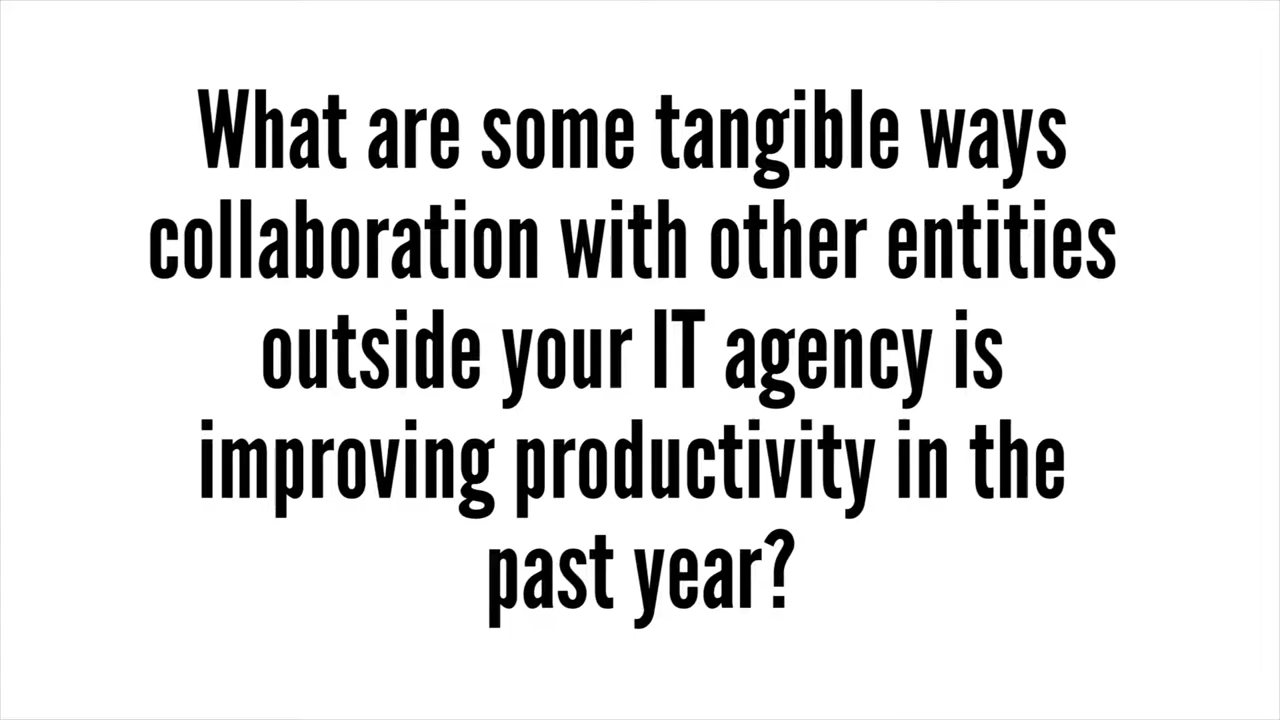 What are some tangible ways
collaboration with other entities
outside your IT agency is
improving productivity in the
past year?